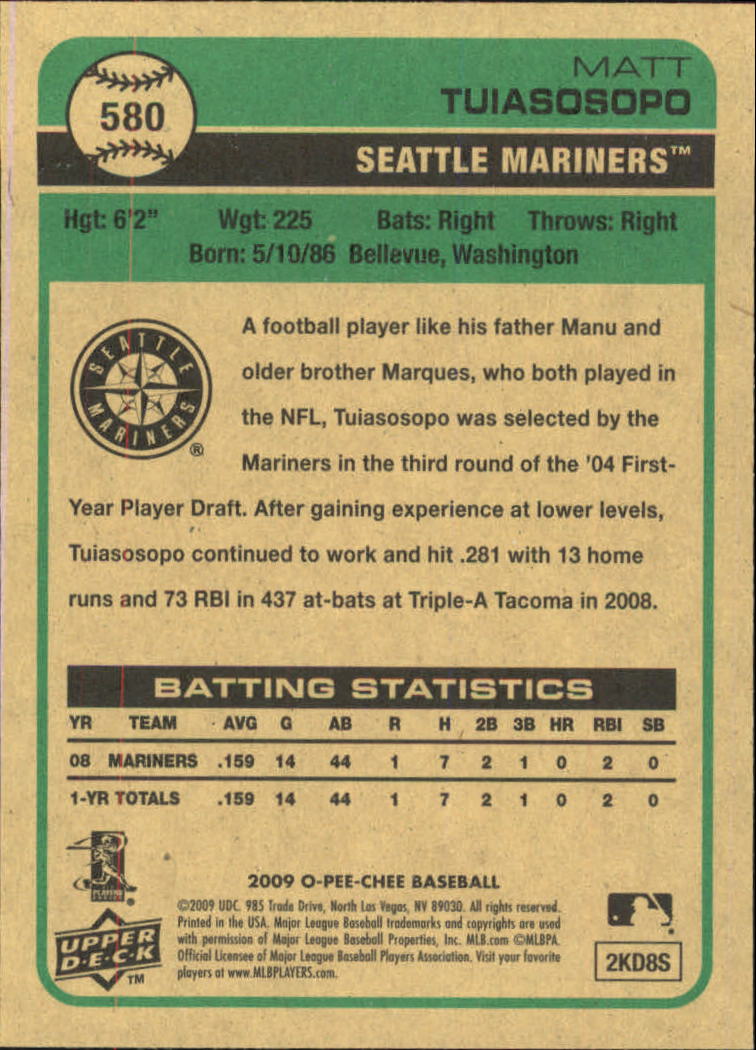 580
MATT
TUIASOSOPO
SEATTLE MARINERS™
Hgt: 6'2" Wgt: 225 Bats: Right Throws: Right
Born: 5/10/86 Bellevue, Washington
SEATTLE
MARINERS
®
A football player like his father Manu and
older brother Marques, who both played in
the NFL, Tuiasosopo was selected by the
Mariners in the third round of the '04 First-
Year Player Draft. After gaining experience at lower levels,
Tuiasosopo continued to work and hit .281 with 13 home
runs and 73 RBI in 437 at-bats at Triple-A Tacoma in 2008.
BATTING STATISTICS
YR TEAM AVG G AB R H 2B 3B HR RBI SB
08 MARINERS .159 14 44 1 7 2 1 0 2 0
1-YR TOTALS .159 14 44 1 7 2 1 0 2 0
2009 O-PEE-CHEE BASEBALL
©2009 UDC. 985 Trade Drive, North Las Vegas, NV 89030. All rights reserved.
Printed in the USA. Major League Baseball trademarks and copyrights are used
with permission of Major League Baseball Properties, Inc. MLB.com ©MLBPA.
Official Licensee of Major League Baseball Players Association. Visit your favorite
players at www.MLBPLAYERS.com.
UPPER
D·E·C·K
™
2KD8S